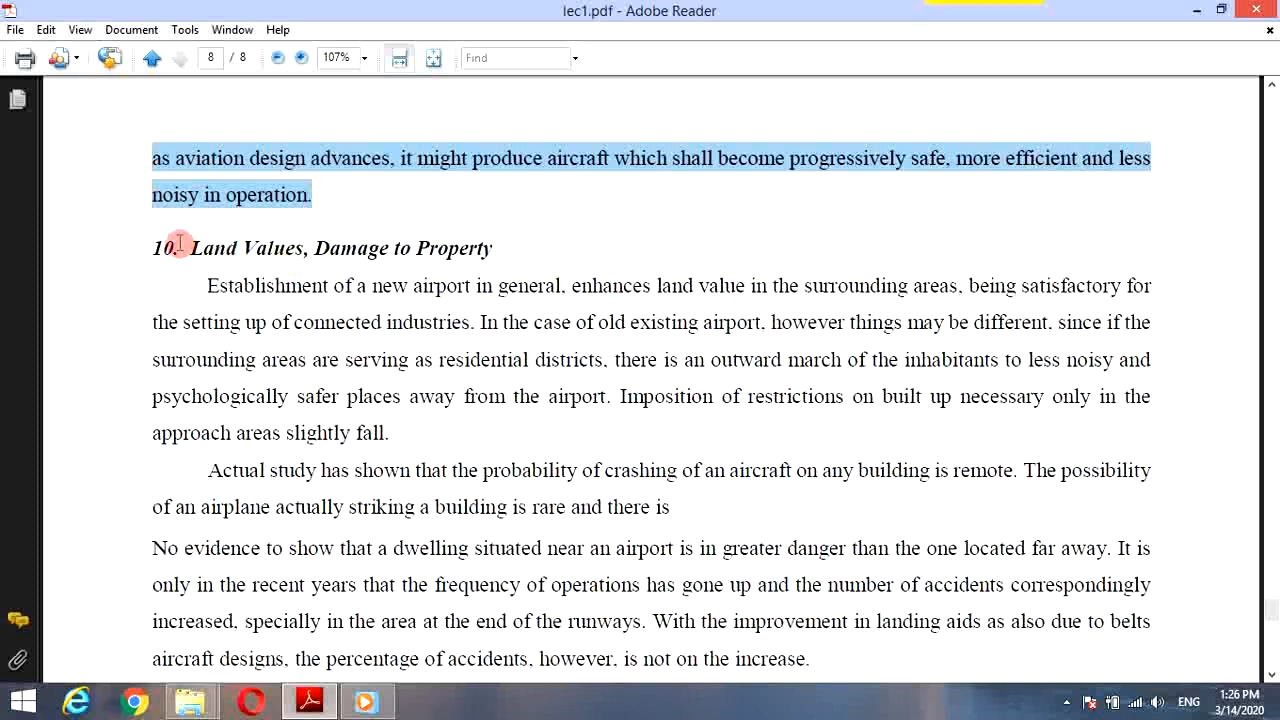 lec1.pdf - Adobe Reader
File Edit View Document Tools Window Help
8 / 8 107% Find
as aviation design advances, it might produce aircraft which shall become progressively safe, more efficient and less
noisy in operation.
10. Land Values, Damage to Property
Establishment of a new airport in general, enhances land value in the surrounding areas, being satisfactory for
the setting up of connected industries. In the case of old existing airport, however things may be different, since if the
surrounding areas are serving as residential districts, there is an outward march of the inhabitants to less noisy and
psychologically safer places away from the airport. Imposition of restrictions on built up necessary only in the
approach areas slightly fall.
Actual study has shown that the probability of crashing of an aircraft on any building is remote. The possibility
of an airplane actually striking a building is rare and there is
No evidence to show that a dwelling situated near an airport is in greater danger than the one located far away. It is
only in the recent years that the frequency of operations has gone up and the number of accidents correspondingly
increased, specially in the area at the end of the runways. With the improvement in landing aids as also due to belts
aircraft designs, the percentage of accidents, however, is not on the increase.
ENG
1:26 PM
3/14/2020